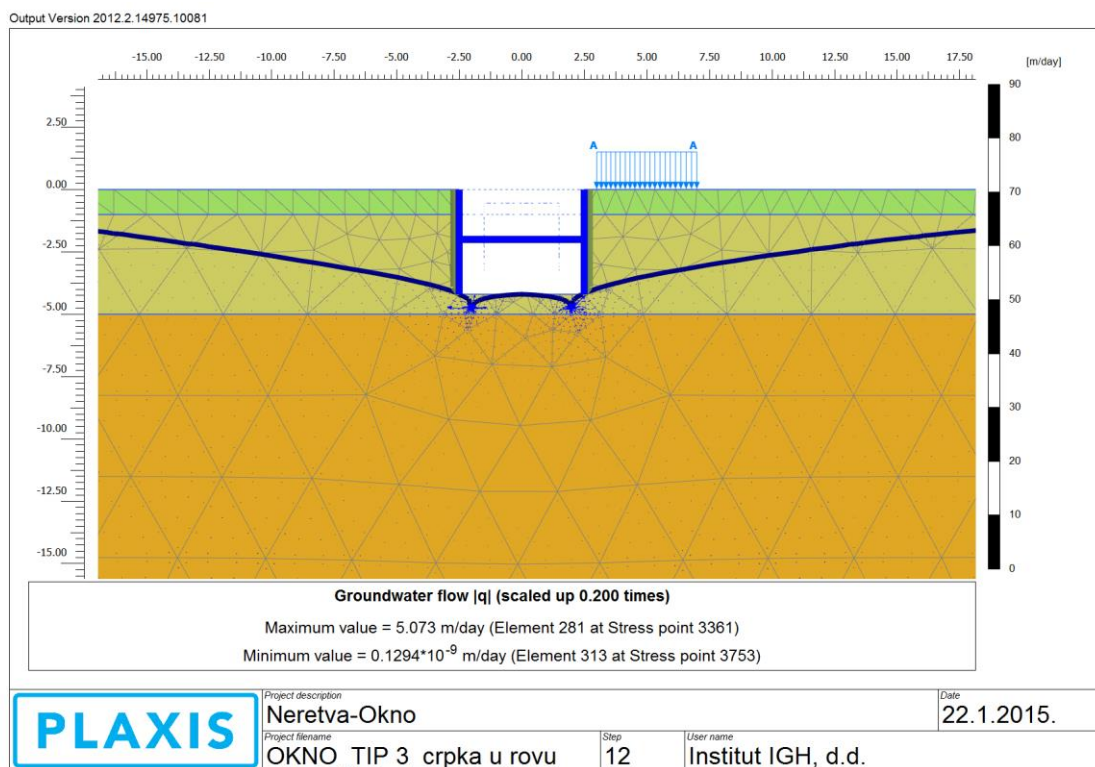 Output Version 2012.2.14975.10081
-15.00 -12.50 -10.00 -7.50 -5.00 -2.50 0.00 2.50 5.00 7.50 10.00 12.50 15.00 17.50
[m/day]
2.50
0.00
-2.50
-5.00
-7.50
-10.00
-12.50
-15.00
A A
90
80
70
60
50
40
30
20
10
0
Groundwater flow |q| (scaled up 0.200 times)
Maximum value = 5.073 m/day (Element 281 at Stress point 3361)
Minimum value = 0.1294*10-9 m/day (Element 313 at Stress point 3753)
PLAXIS
Project description
Neretva-Okno
Date
22.1.2015.
Project filename
OKNO_TIP 3_crpka u rovu
Step
12
User name
Institut IGH, d.d.